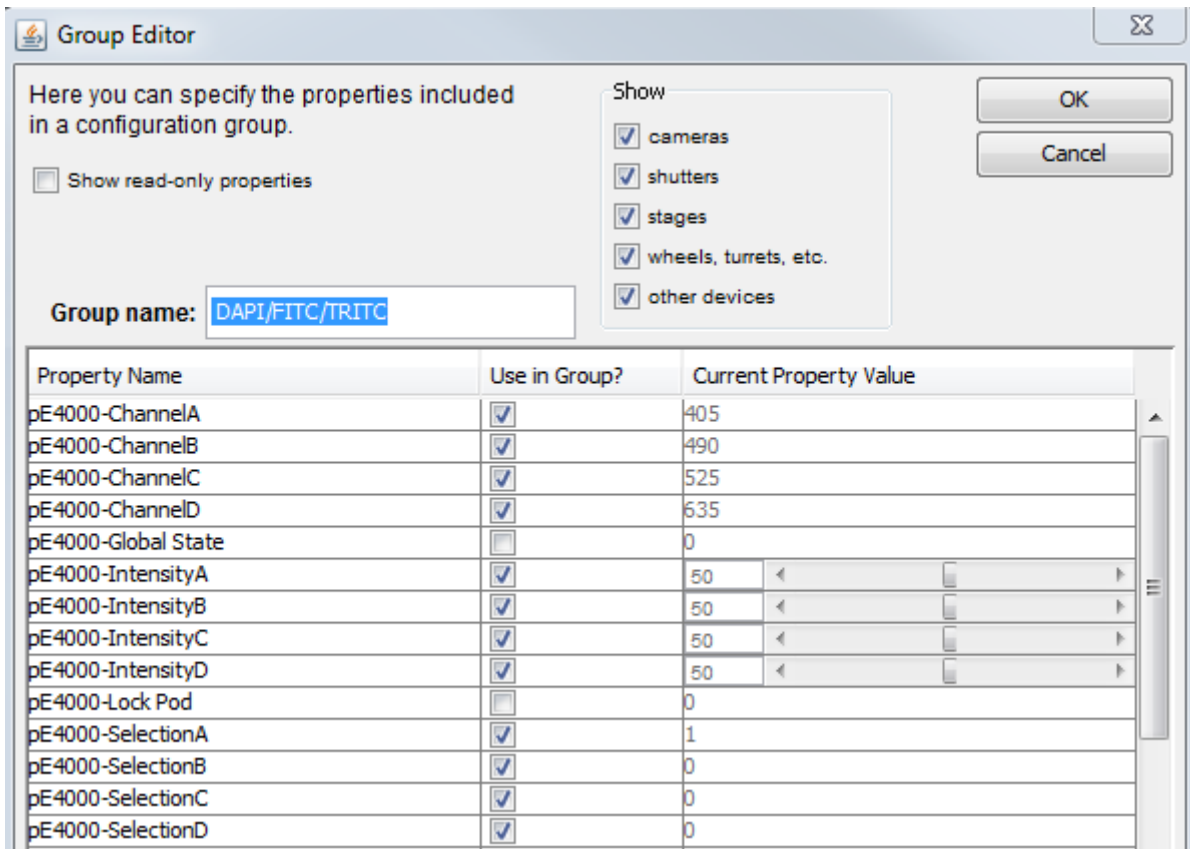 Group Editor
Here you can specify the properties included
in a configuration group.
Show read-only properties
Show
cameras
shutters
stages
wheels, turrets, etc.
other devices
OK
Cancel
Group name: DAPI/FITC/TRITC
Property Name Use in Group? Current Property Value
pE4000-ChannelA 405
pE4000-ChannelB 490
pE4000-ChannelC 525
pE4000-ChannelD 635
pE4000-Global State 0
pE4000-IntensityA 50
pE4000-IntensityB 50
pE4000-IntensityC 50
pE4000-IntensityD 50
pE4000-Lock Pod 0
pE4000-SelectionA 1
pE4000-SelectionB 0
pE4000-SelectionC 0
pE4000-SelectionD 0